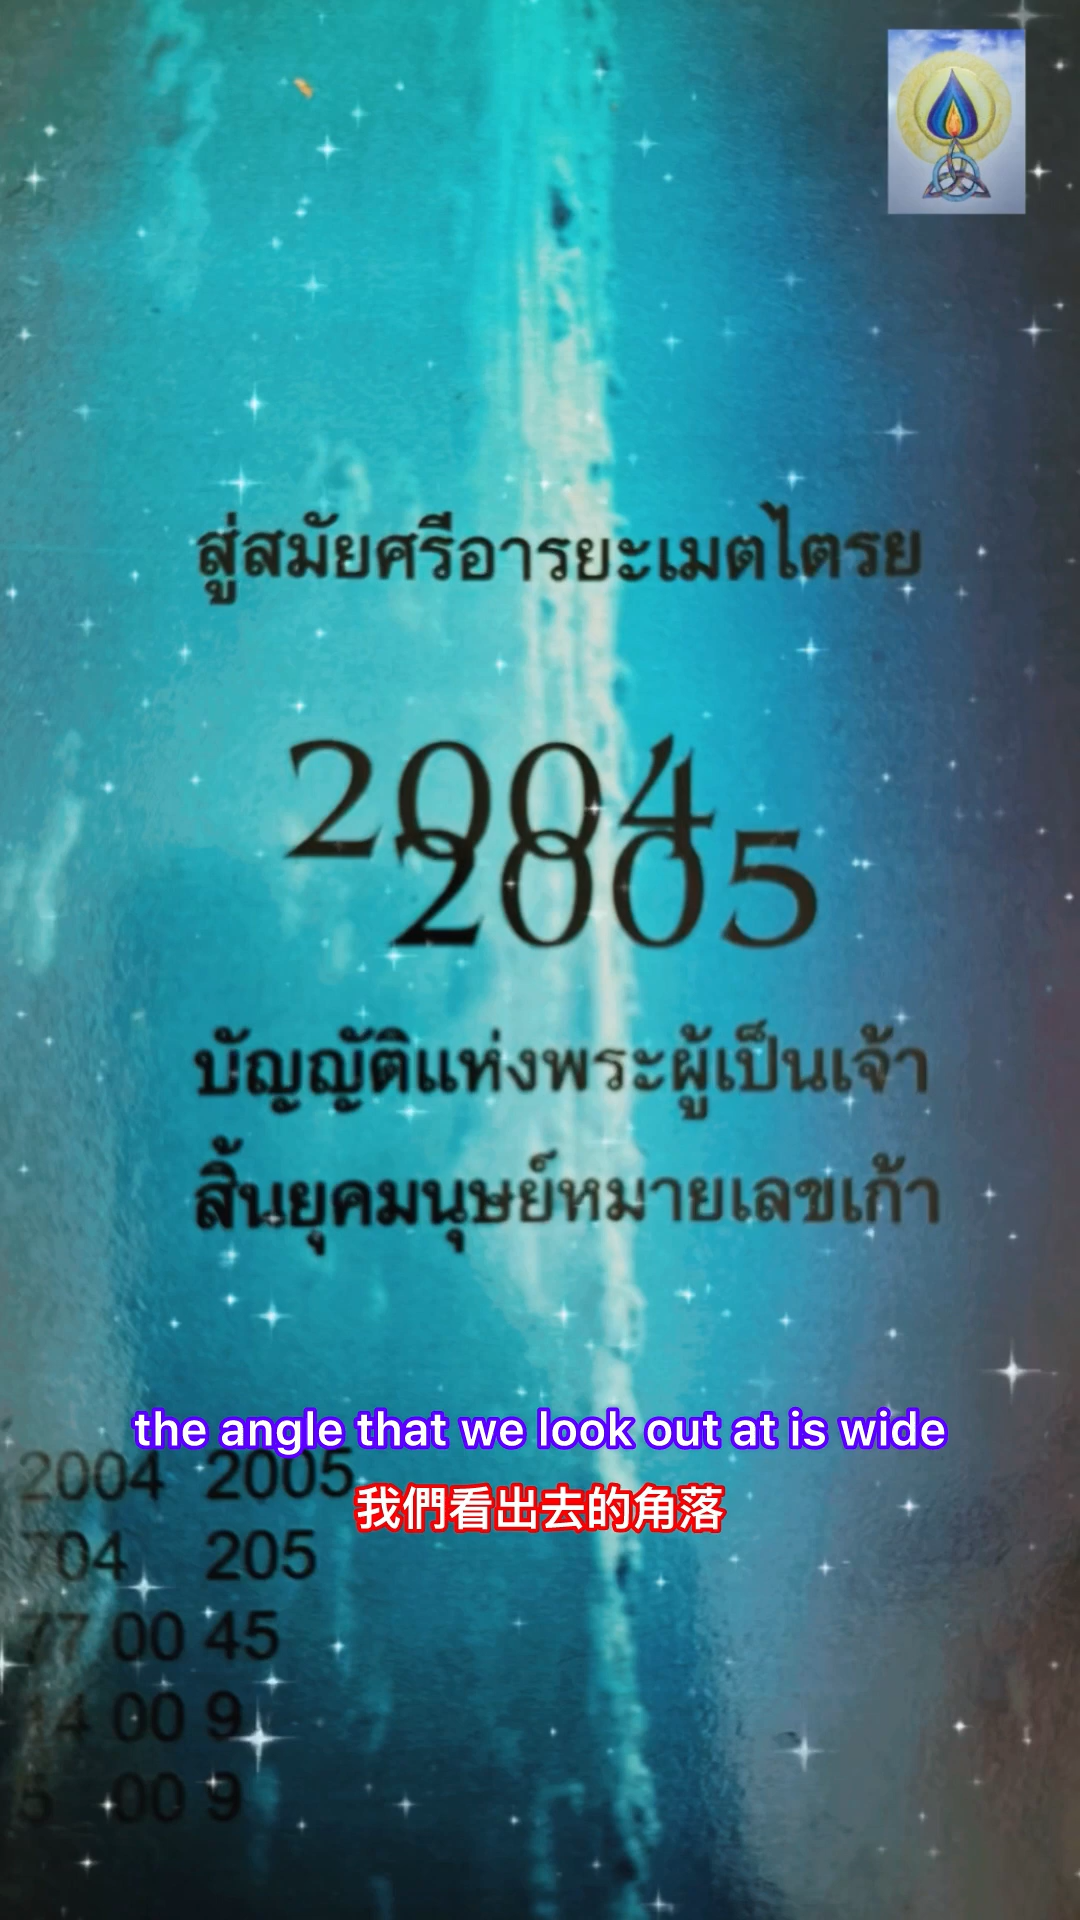 สู่สมัยศรีอารยะเมตไตรย
2004
2005
บัญญัติแห่งพระผู้เป็นเจ้า
สิ้นยุคมนุษย์หมายเลขเก้า
the angle that we look out at is wide
2004 2005
我們看出去的角落
704 205
77 00 45
14 00 9
5 00 9